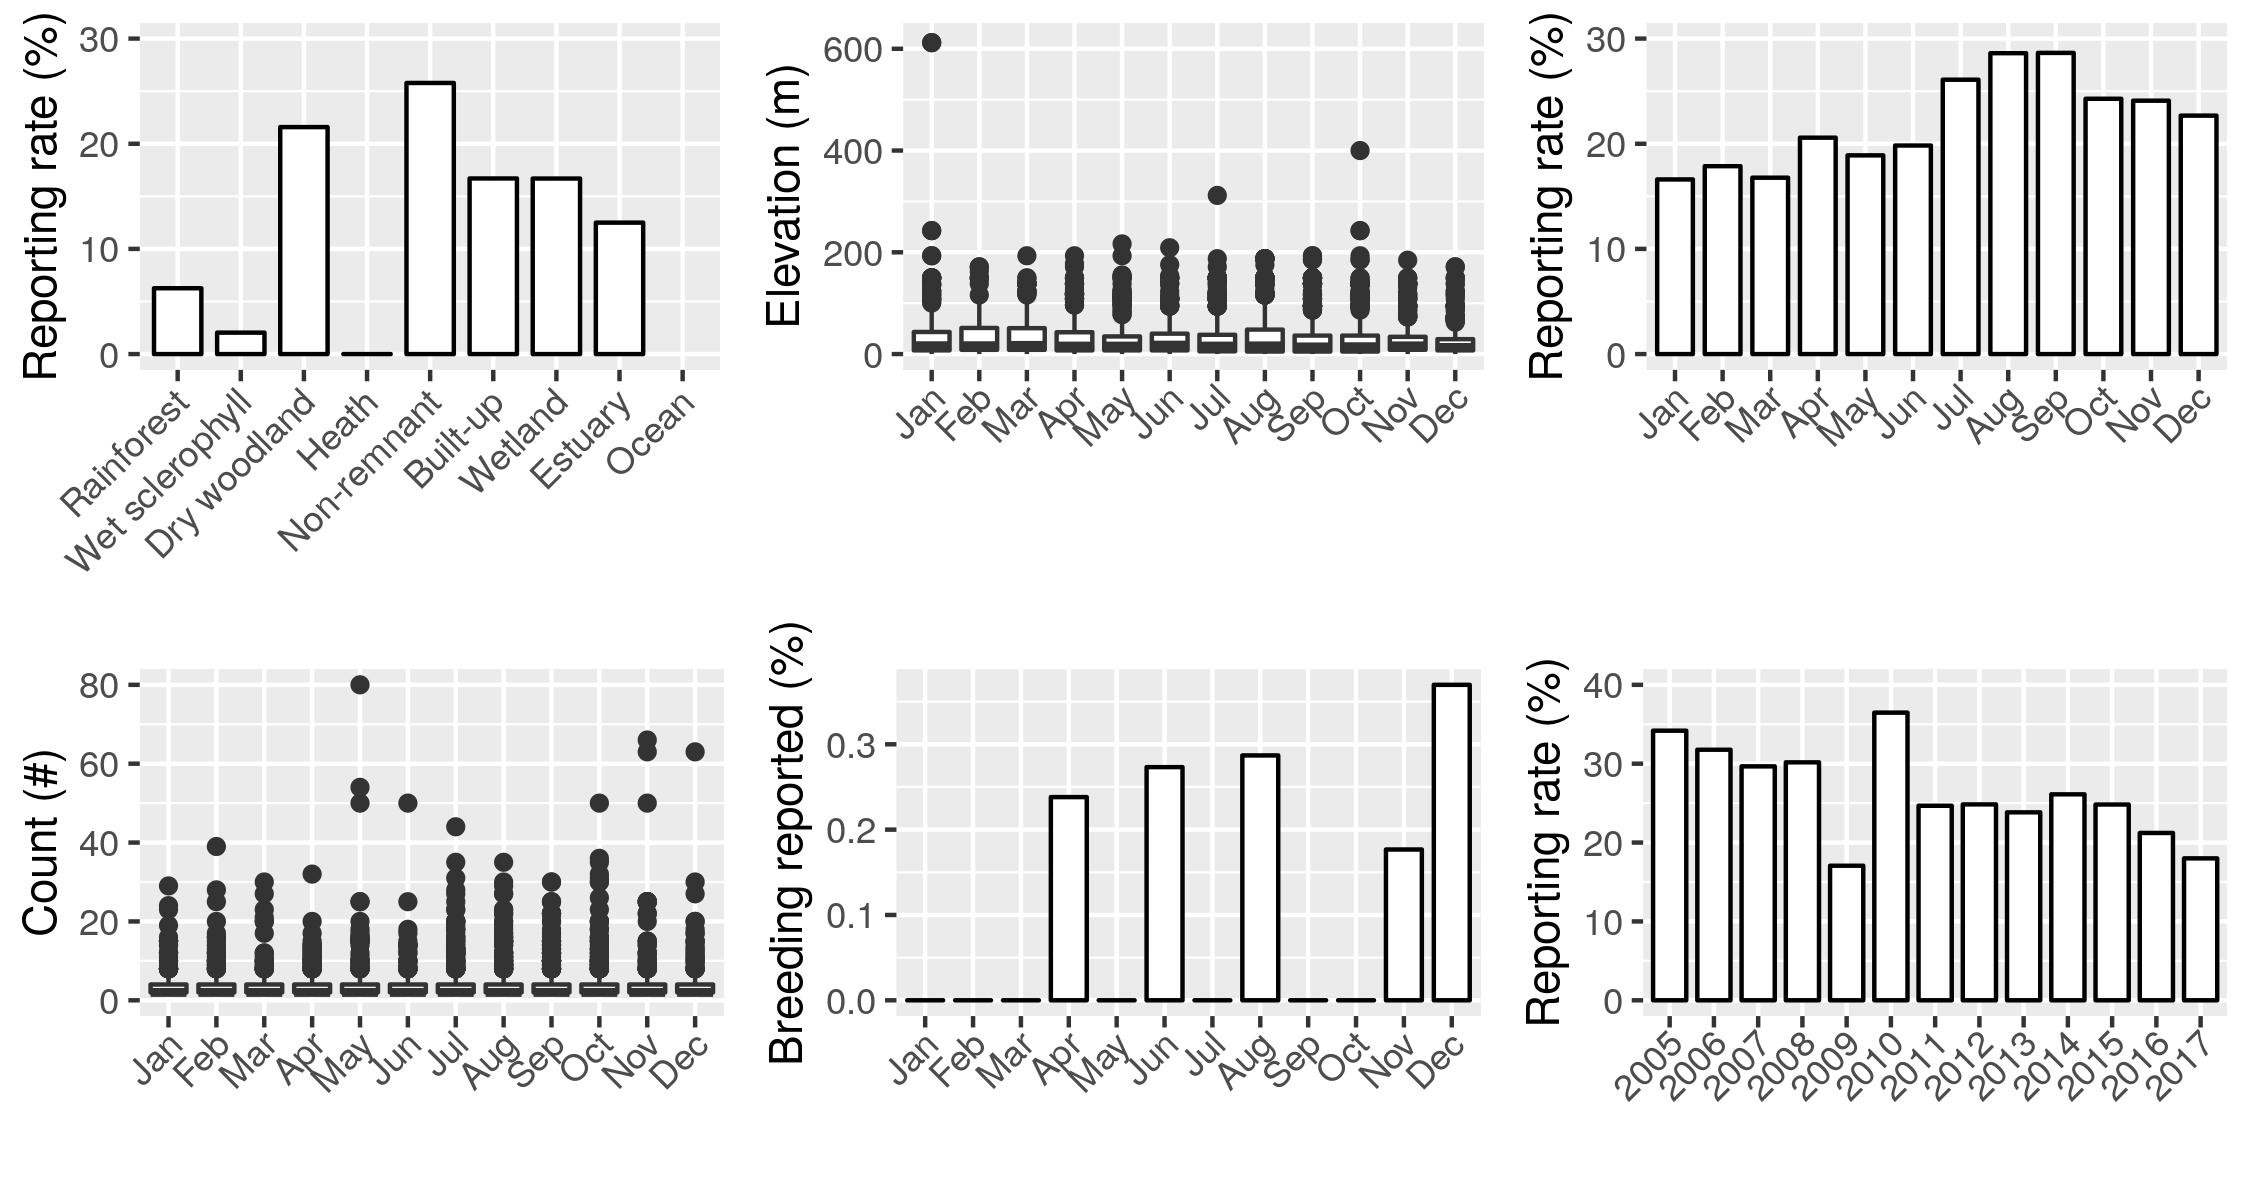 Reporting rate (%)
30
20
10
0
Rainforest
Wet sclerophyll
Dry woodland
Heath
Non-remnant
Built-up
Wetland
Estuary
Ocean
Elevation (m)
600
400
200
0
Jan
Feb
Mar
Apr
May
Jun
Jul
Aug
Sep
Oct
Nov
Dec
Reporting rate (%)
30
20
10
0
Jan
Feb
Mar
Apr
May
Jun
Jul
Aug
Sep
Oct
Nov
Dec
Count (#)
80
60
40
20
0
Jan
Feb
Mar
Apr
May
Jun
Jul
Aug
Sep
Oct
Nov
Dec
Breeding reported (%)
0.3
0.2
0.1
0.0
Jan
Feb
Mar
Apr
May
Jun
Jul
Aug
Sep
Oct
Nov
Dec
Reporting rate (%)
40
30
20
10
0
2005
2006
2007
2008
2009
2010
2011
2012
2013
2014
2015
2016
2017